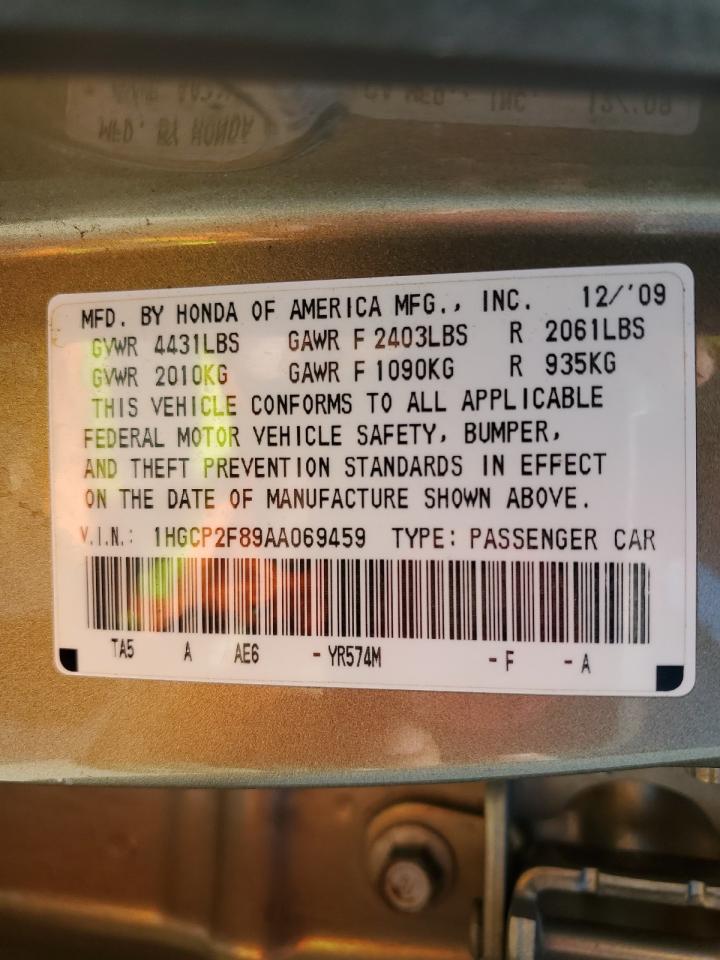 MFD. BY HONDA OF AMERICA MFG., INC. 12/'09
GVWR 4431LBS GAWR F 2403LBS R 2061LBS
GVWR 2010KG GAWR F 1090KG R 935KG
THIS VEHICLE CONFORMS TO ALL APPLICABLE
FEDERAL MOTOR VEHICLE SAFETY, BUMPER,
AND THEFT PREVENTION STANDARDS IN EFFECT
ON THE DATE OF MANUFACTURE SHOWN ABOVE.
V.I.N.: 1HGCP2F89AA069459 TYPE: PASSENGER CAR
TA5 A AE6 -YR574M -F -A